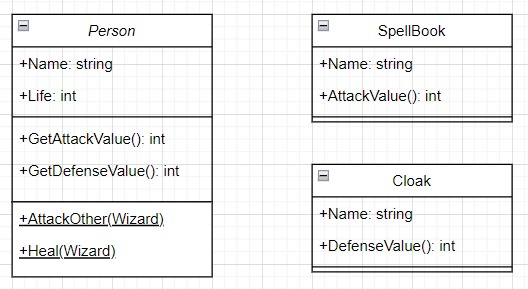 Person
+Name: string
+Life: int
+GetAttackValue(): int
+GetDefenseValue(): int
+AttackOther(Wizard)
+Heal(Wizard)
SpellBook
+Name: string
+AttackValue(): int
Cloak
+Name: string
+DefenseValue(): int